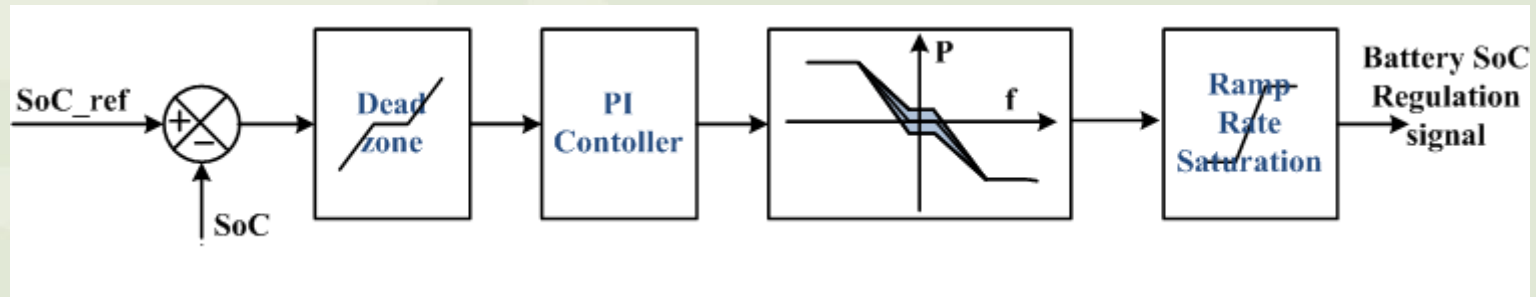 SoC_ref
+
−
SoC
Dead
zone
PI
Contoller
P
f
Ramp
Rate
Saturation
Battery SoC
Regulation
signal